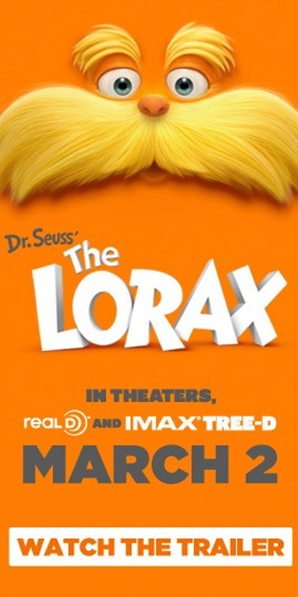 Dr. Seuss'
The
LORAX
IN THEATERS,
REAL D AND IMAX® TREE-D
MARCH 2
WATCH THE TRAILER